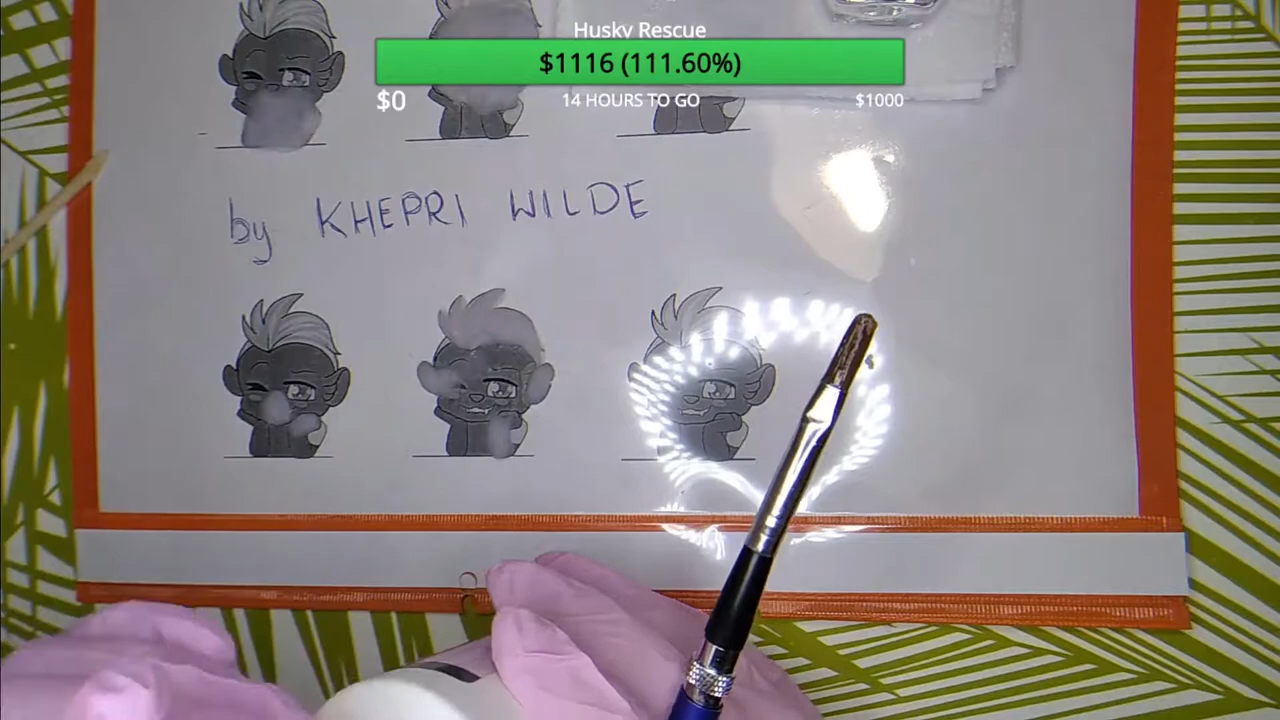 Husky Rescue
$1116 (111.60%)
$0 14 HOURS TO GO $1000
by KHEPRI WILDE